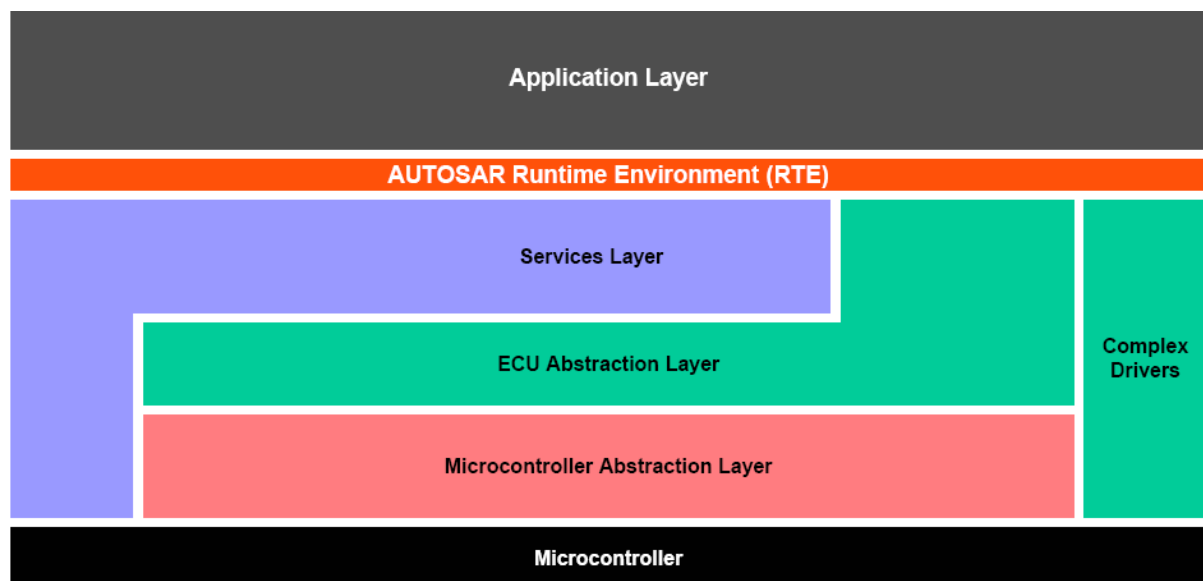 Application Layer
AUTOSAR Runtime Environment (RTE)
Services Layer
ECU Abstraction Layer
Complex
Drivers
Microcontroller Abstraction Layer
Microcontroller